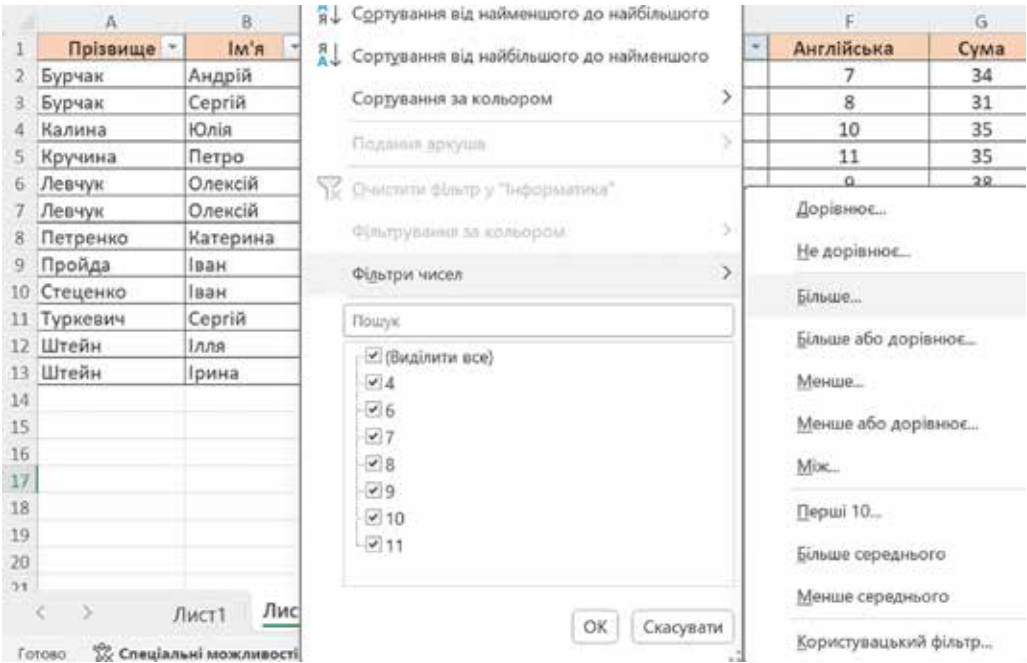 A B F G
1 Прізвище Ім'я Англійська Сума
2 Бурчак Андрій 7 34
3 Бурчак Сергій 8 31
4 Калина Юлія 10 35
5 Кручина Петро 11 35
6 Левчук Олексій 9 38
7 Левчук Олексій
8 Петренко Катерина
9 Пройда Іван
10 Стеценко Іван
11 Туркевич Сергій
12 Штейн Ілля
13 Штейн Ірина
14
15
16
17
18
19
20
21
Лист1 Лис
Готово Спеціальні можливості
Сортування від найменшого до найбільшого
Сортування від найбільшого до найменшого
Сортування за кольором
Подання аркуша
Очистити фільтр у "Інформатика"
Фільтрування за кольором
Фільтри чисел
Пошук
(Виділити все)
4
6
7
8
9
10
11
ОК Скасувати
Дорівнює...
Не дорівнює...
Більше...
Більше або дорівнює...
Менше...
Менше або дорівнює...
Між...
Перші 10...
Більше середнього
Менше середнього
Користувацький фільтр...